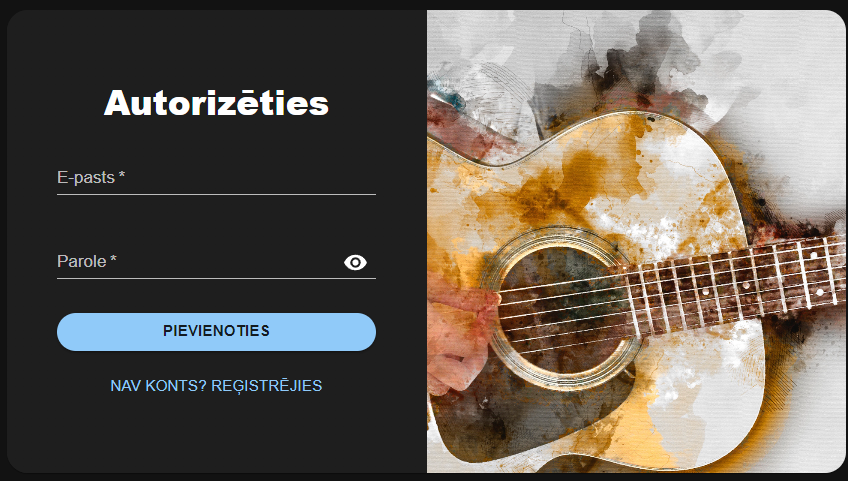 Autorizēties
E-pasts *
Parole *
PIEVIENOTIES
NAV KONTS? REĢISTRĒJIES